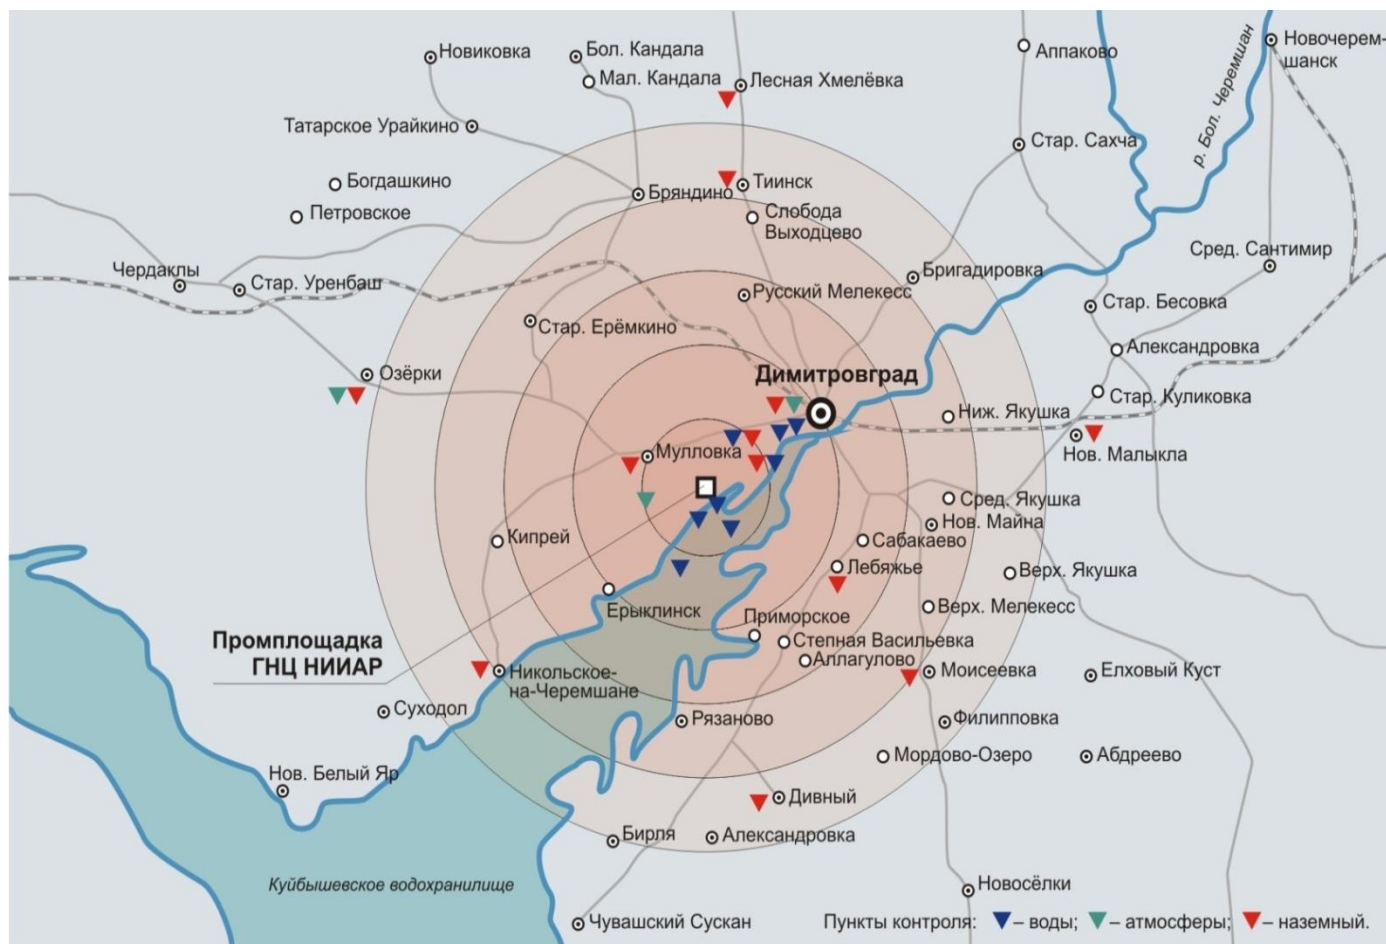 Новиковка
Бол. Кандала
Мал. Кандала
Лесная Хмелёвка
Аппаково
Новочерем-
шанск
р. Бол. Черемшан
Татарское Урайкино
Стар. Сахча
Богдашкино
Бряндино
Тиинск
Петровское
Слобода
Выходцево
Сред. Сантимир
Чердаклы
Стар. Уренбаш
Бригадировка
Русский Мелекесс
Стар. Бесовка
Стар. Ерёмкино
Александровка
Озёрки
Димитровград
Стар. Куликовка
Ниж. Якушка
Мулловка
Нов. Малыкла
Сред. Якушка
Нов. Майна
Кипрей
Сабакаево
Лебяжье
Верх. Якушка
Ерыклинск
Верх. Мелекесс
Приморское
Промплощадка
ГНЦ НИИАР
Степная Васильевка
Аллагулово
Никольское-
на-Черемшане
Моисеевка
Елховый Куст
Суходол
Рязаново
Филипповка
Мордово-Озеро
Абдреево
Нов. Белый Яр
Дивный
Бирля
Александровка
Куйбышевское водохранилище
Новосёлки
Чувашский Сускан
Пункты контроля: – воды; – атмосферы; – наземный.